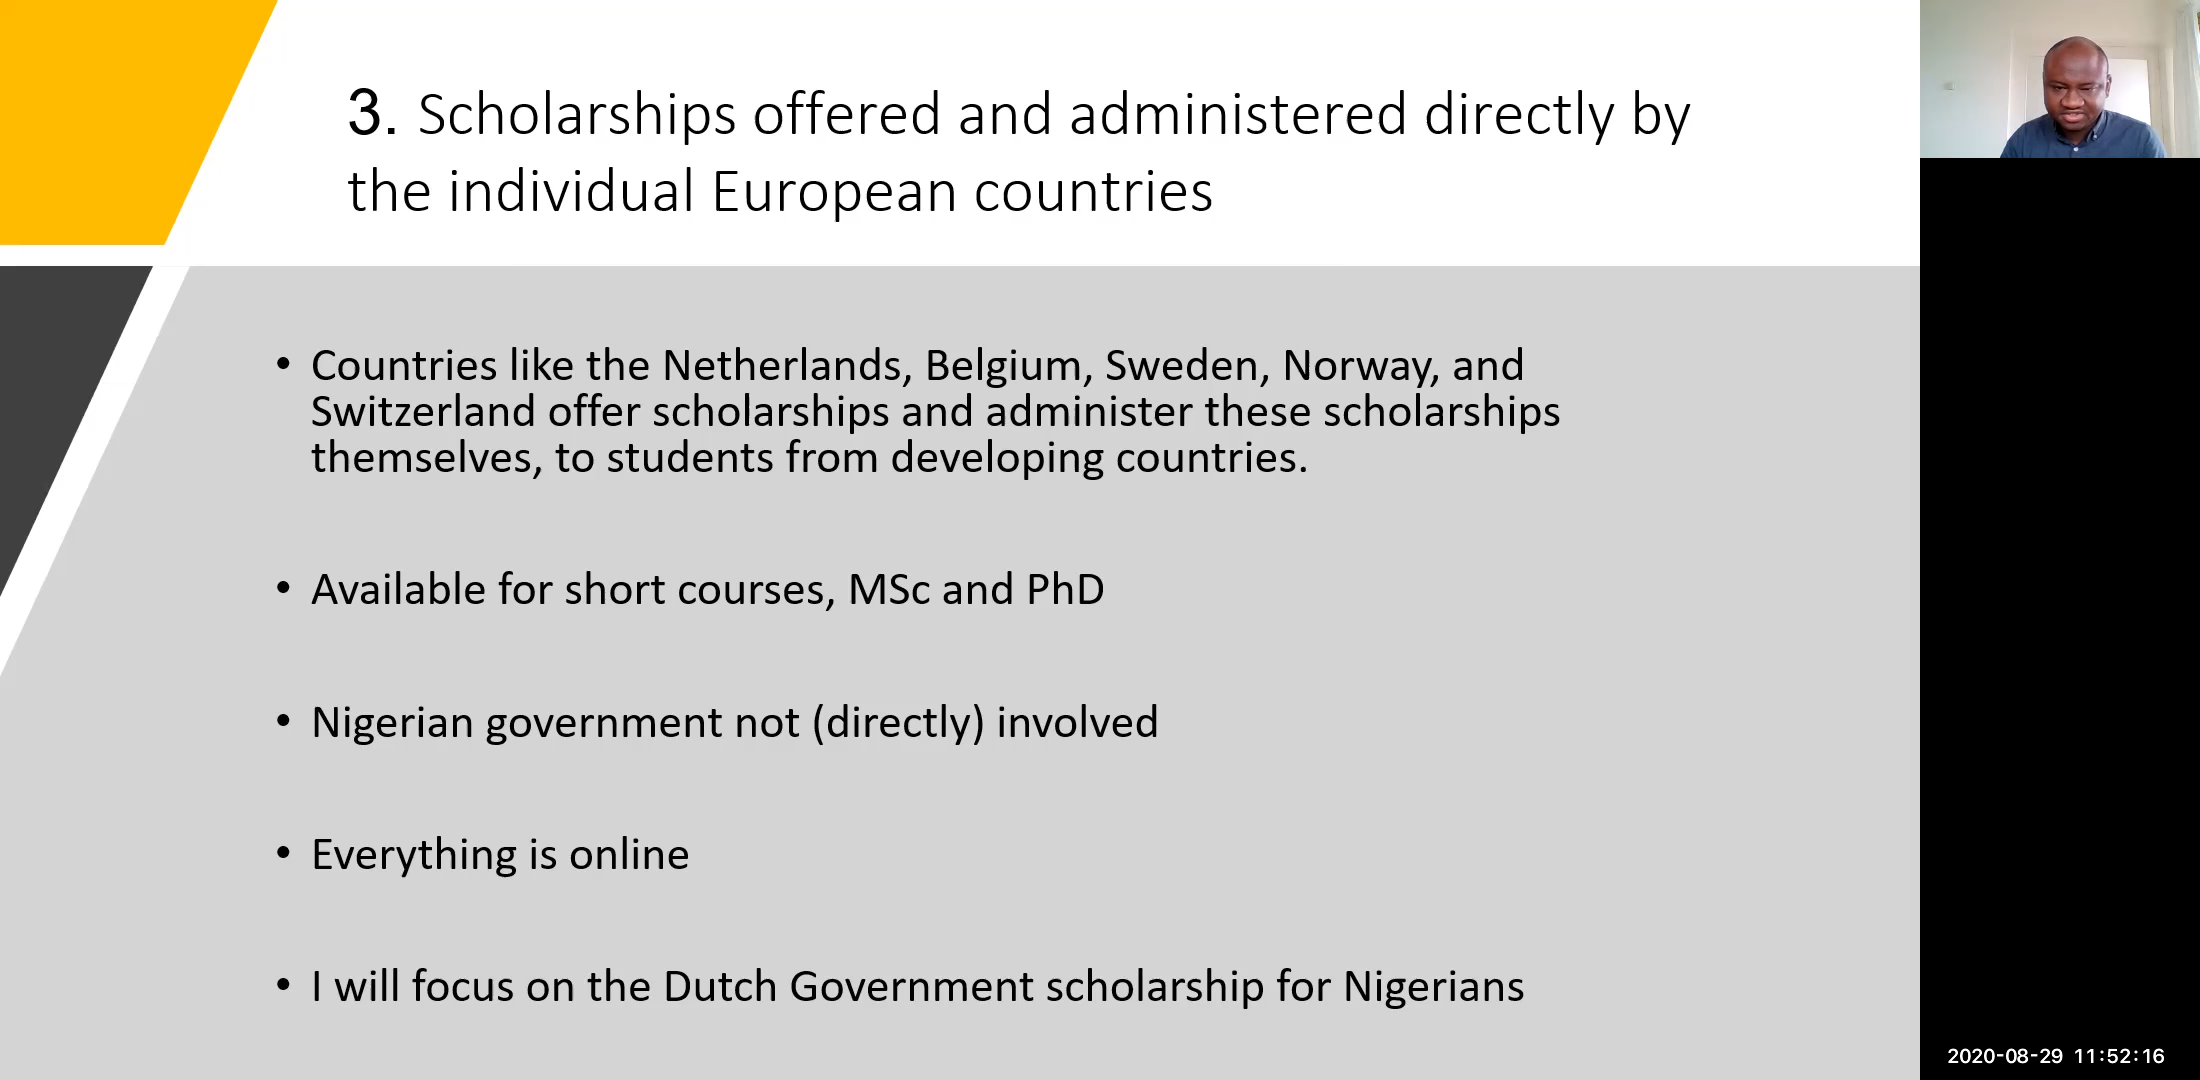 3. Scholarships offered and administered directly by
the individual European countries
• Countries like the Netherlands, Belgium, Sweden, Norway, and
Switzerland offer scholarships and administer these scholarships
themselves, to students from developing countries.
• Available for short courses, MSc and PhD
• Nigerian government not (directly) involved
• Everything is online
• I will focus on the Dutch Government scholarship for Nigerians
2020-08-29 11:52:16